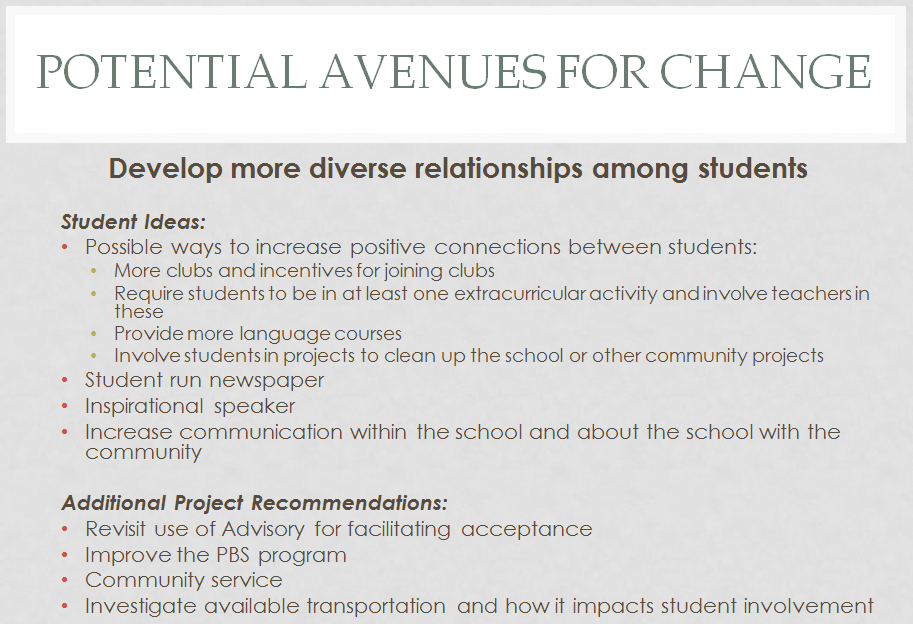 POTENTIAL AVENUES FOR CHANGE
Develop more diverse relationships among students
Student Ideas:
• Possible ways to increase positive connections between students:
• More clubs and incentives for joining clubs
• Require students to be in at least one extracurricular activity and involve teachers in
these
• Provide more language courses
• Involve students in projects to clean up the school or other community projects
• Student run newspaper
• Inspirational speaker
• Increase communication within the school and about the school with the
community
Additional Project Recommendations:
• Revisit use of Advisory for facilitating acceptance
• Improve the PBS program
• Community service
• Investigate available transportation and how it impacts student involvement